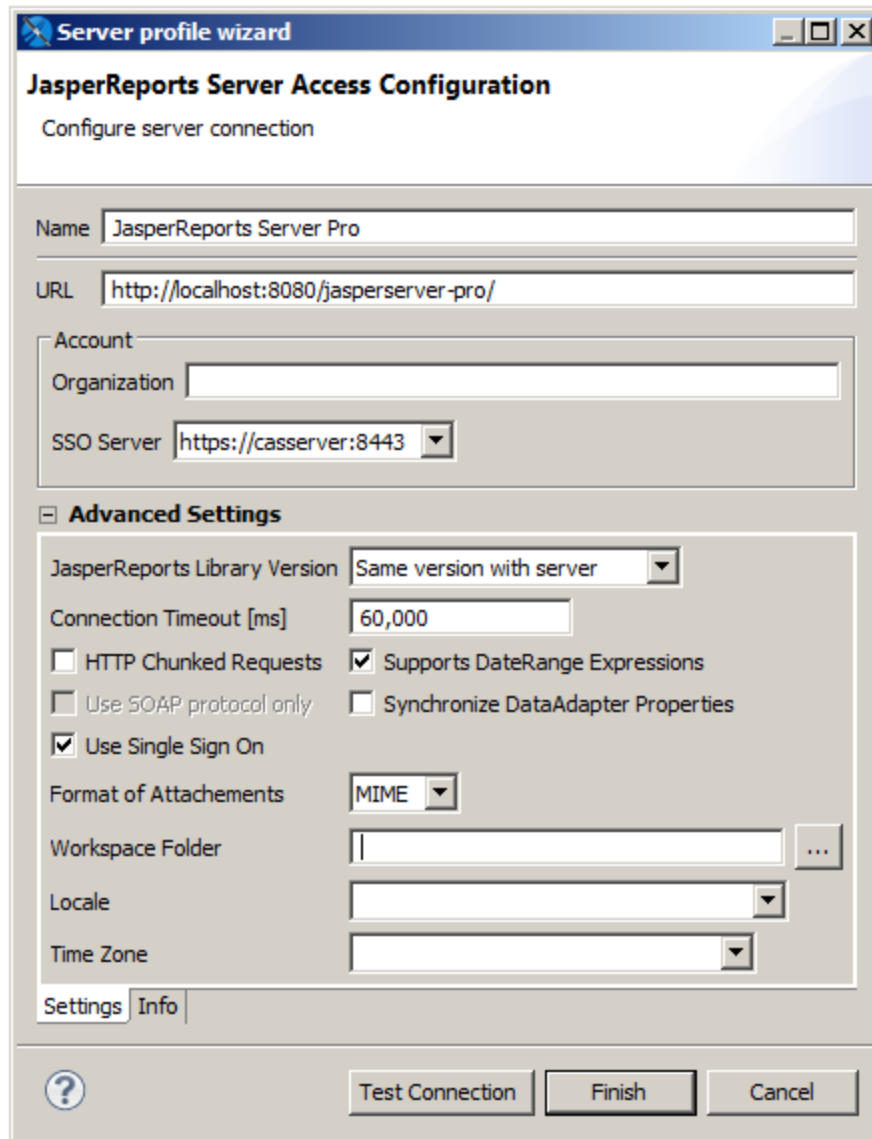 Server profile wizard
JasperReports Server Access Configuration
Configure server connection
Name JasperReports Server Pro
URL http://localhost:8080/jasperserver-pro/
Account
Organization
SSO Server https://casserver:8443
Advanced Settings
JasperReports Library Version Same version with server
Connection Timeout [ms] 60,000
HTTP Chunked Requests Supports DateRange Expressions
Use SOAP protocol only Synchronize DataAdapter Properties
Use Single Sign On
Format of Attachements MIME
Workspace Folder ...
Locale
Time Zone
Settings Info
? Test Connection Finish Cancel